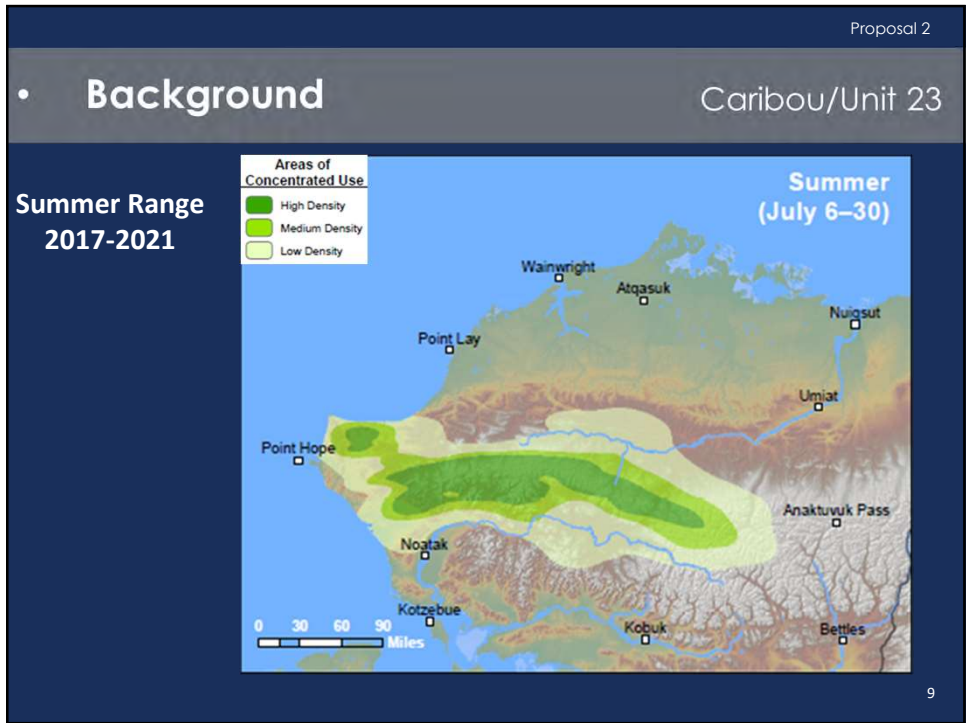 Proposal 2
• Background
Caribou/Unit 23
Summer Range
2017-2021
Areas of
Concentrated Use
High Density
Medium Density
Low Density
Summer
(July 6–30)
Wainwright
Atqasuk
Nuiqsut
Point Lay
Umiat
Point Hope
Anaktuvuk Pass
Noatak
Kotzebue
Kobuk
Bettles
0 30 60 90
Miles
9